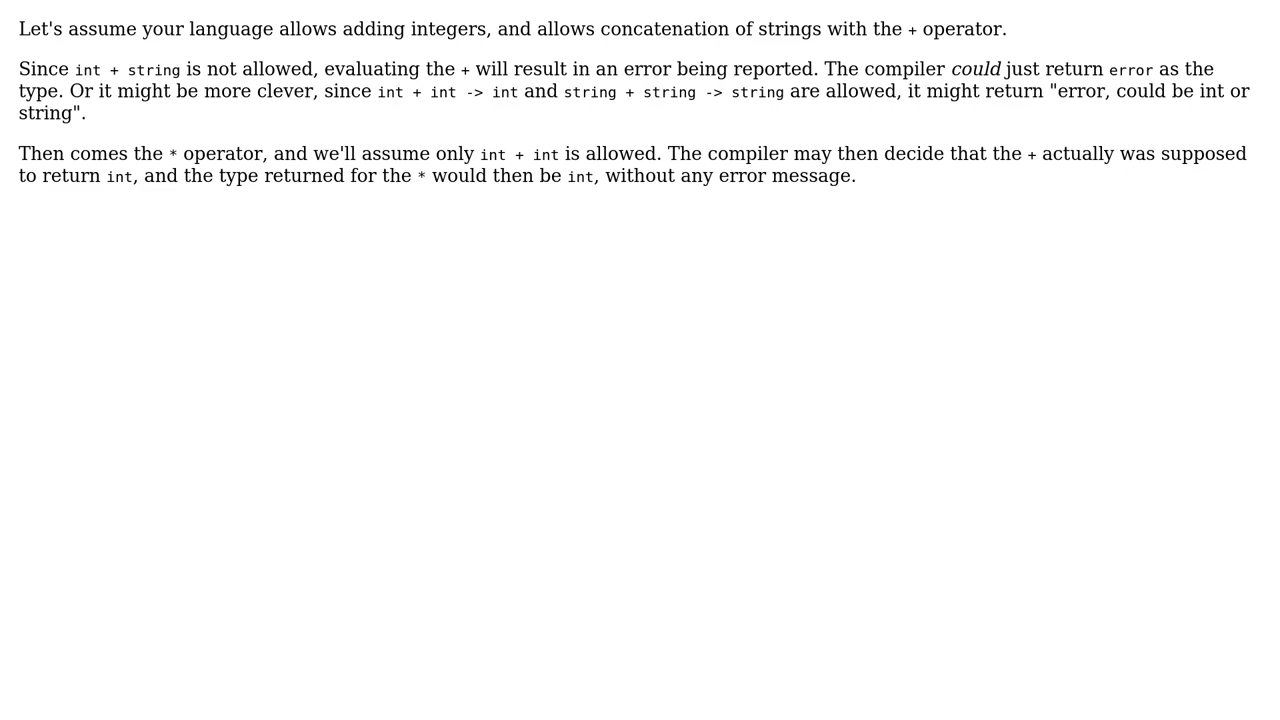 Let's assume your language allows adding integers, and allows concatenation of strings with the + operator.
Since int + string is not allowed, evaluating the + will result in an error being reported. The compiler could just return error as the
type. Or it might be more clever, since int + int -> int and string + string -> string are allowed, it might return "error, could be int or
string".
Then comes the * operator, and we'll assume only int + int is allowed. The compiler may then decide that the + actually was supposed
to return int, and the type returned for the * would then be int, without any error message.